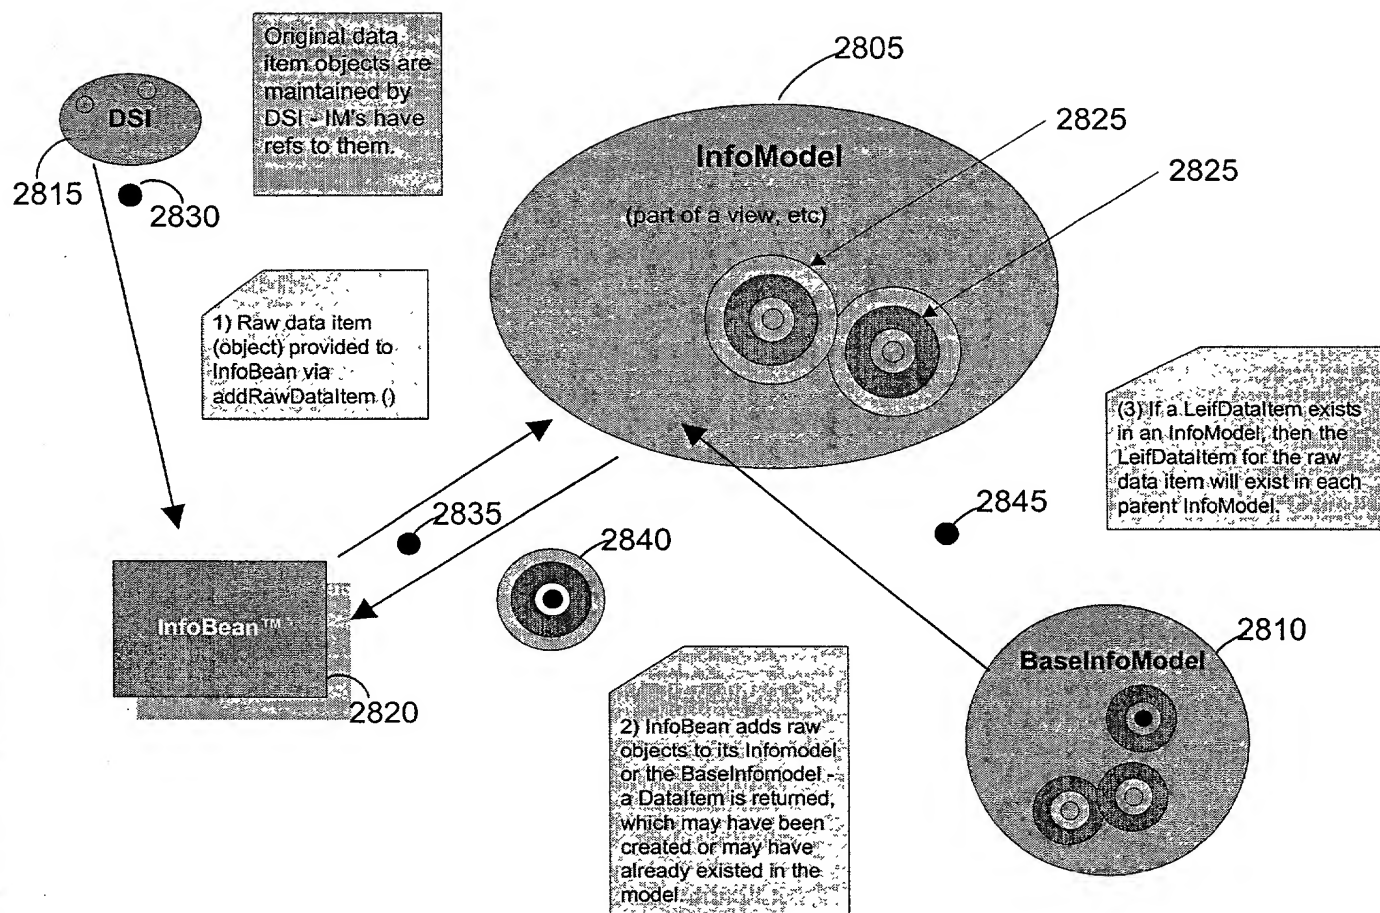 Original data
item objects are
maintained by
DSI - IM's have
refs to them.
2805
DSI
2815
2830
InfoModel
(part of a view, etc)
2825
2825
1) Raw data item
(object) provided to
InfoBean via
addRawDataItem ()
(3) If a LeifDataItem exists
in an InfoModel, then the
LeifDataItem for the raw
data item will exist in each
parent InfoModel.
2835
2840
2845
InfoBean™
2820
2810
BaseInfoModel
2) InfoBean adds raw
objects to its Infomodel
or the BaseInfomodel -
a DataItem is returned,
which may have been
created or may have
already existed in the
model.